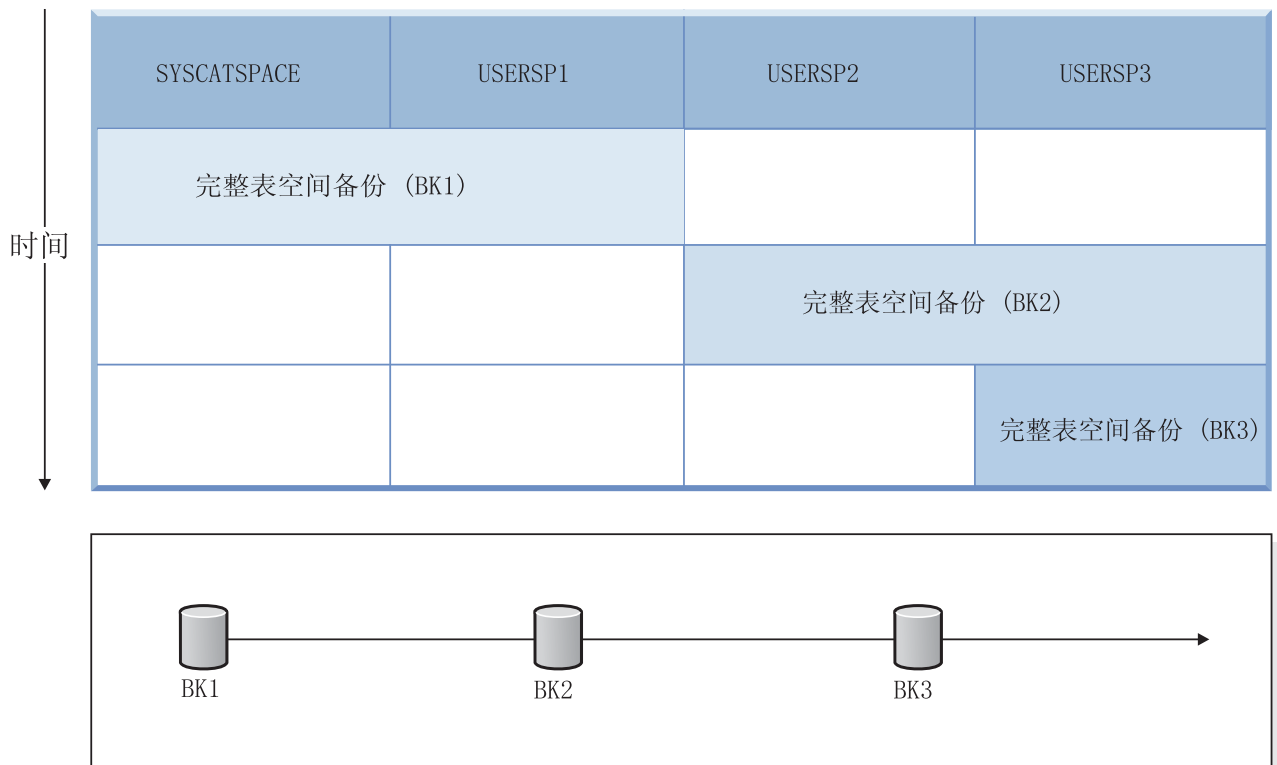 SYSCATSPACE USERSP1 USERSP2 USERSP3
完整表空间备份 (BK1)
时间
完整表空间备份 (BK2)
完整表空间备份 (BK3)
BK1 BK2 BK3